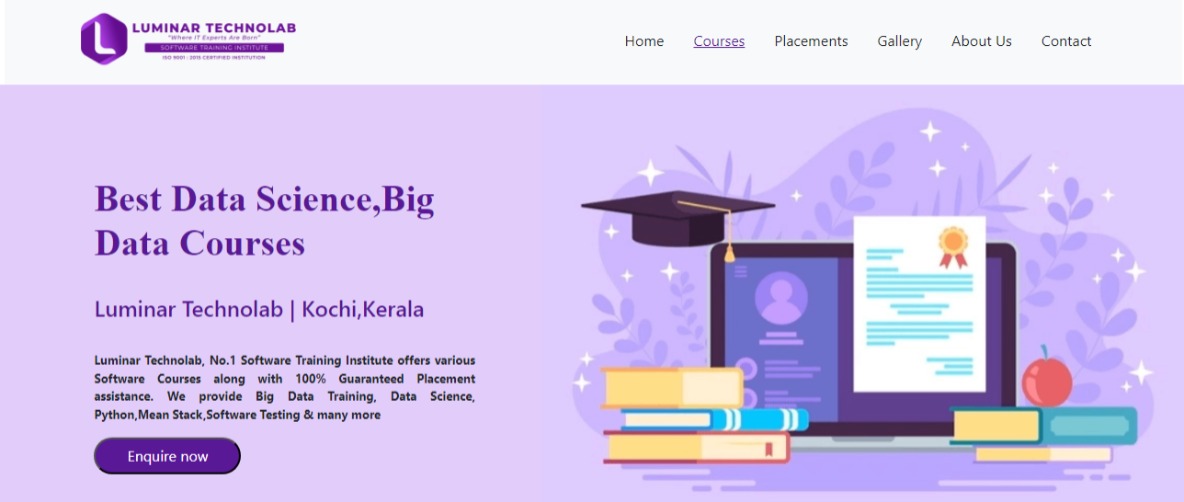 LUMINAR TECHNOLAB
"Where IT Experts Are Born"
SOFTWARE TRAINING INSTITUTE
ISO 9001 : 2015 CERTIFIED INSTITUTION
Home Courses Placements Gallery About Us Contact
Best Data Science,Big
Data Courses
Luminar Technolab | Kochi,Kerala
Luminar Technolab, No.1 Software Training Institute offers various
Software Courses along with 100% Guaranteed Placement
assistance. We provide Big Data Training, Data Science,
Python,Mean Stack,Software Testing & many more
Enquire now